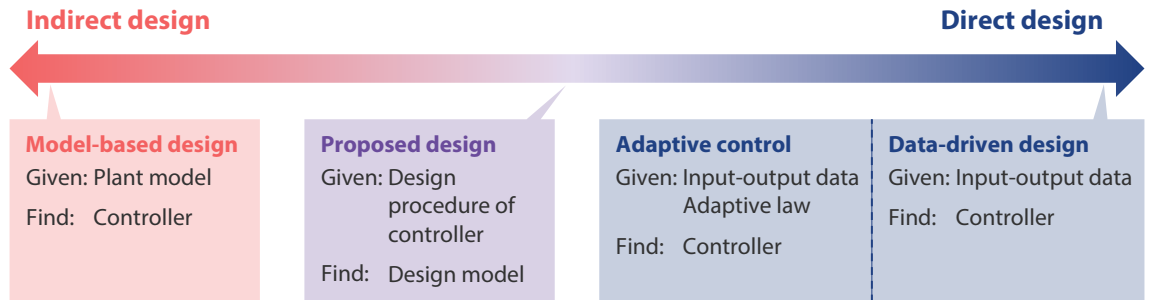 Indirect design
Direct design
Model-based design
Given: Plant model
Find: Controller
Proposed design
Given: Design
procedure of
controller
Find: Design model
Adaptive control
Given: Input-output data
Adaptive law
Find: Controller
Data-driven design
Given: Input-output data
Find: Controller